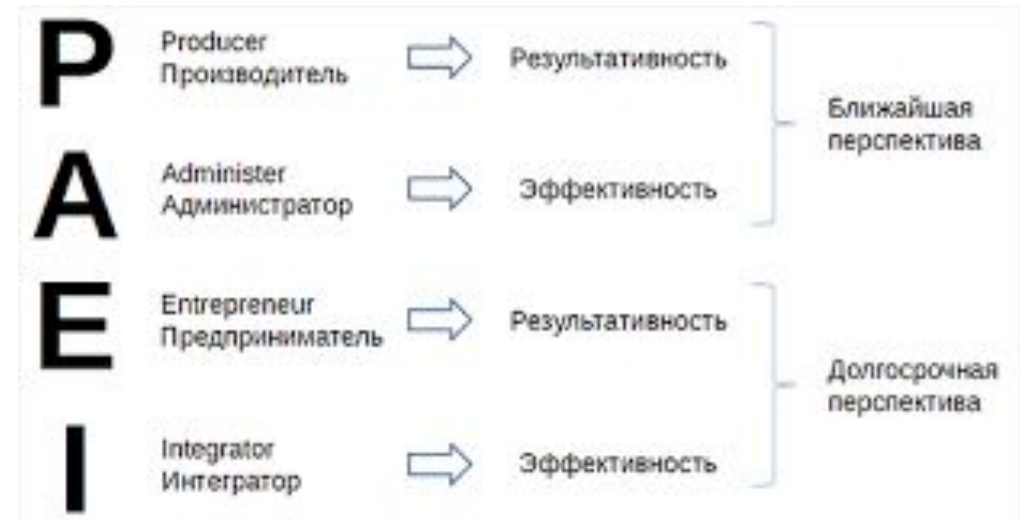 P
Producer
Производитель
Результативность
A
Administer
Администратор
Эффективность
Ближайшая
перспектива
E
Entrepreneur
Предприниматель
Результативность
I
Integrator
Интегратор
Эффективность
Долгосрочная
перспектива